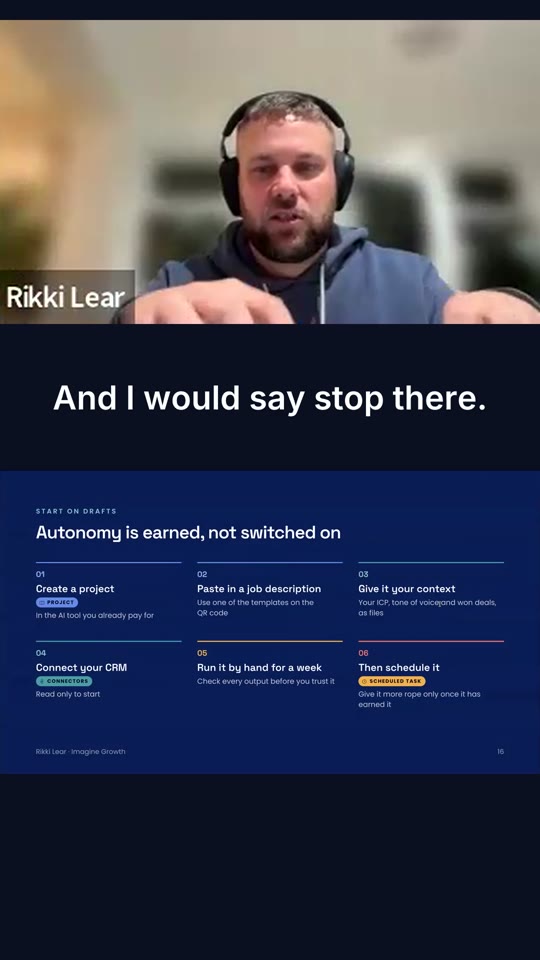 Rikki Lear
And I would say stop there.
START ON DRAFTS
Autonomy is earned, not switched on
01
Create a project
PROJECT
In the AI tool you already pay for
02
Paste in a job description
Use one of the templates on the
QR code
03
Give it your context
Your ICP, tone of voice and won deals,
as files
04
Connect your CRM
CONNECTORS
Read only to start
05
Run it by hand for a week
Check every output before you trust it
06
Then schedule it
SCHEDULED TASK
Give it more rope only once it has
earned it
Rikki Lear · Imagine Growth
16